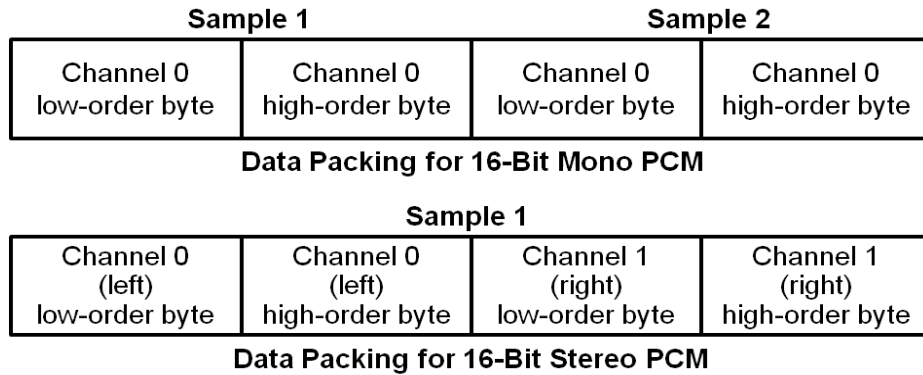 Sample 1 Sample 2
Channel 0 Channel 0 Channel 0 Channel 0
low-order byte high-order byte low-order byte high-order byte
Data Packing for 16-Bit Mono PCM
Sample 1
Channel 0 Channel 0 Channel 1 Channel 1
(left) (left) (right) (right)
low-order byte high-order byte low-order byte high-order byte
Data Packing for 16-Bit Stereo PCM